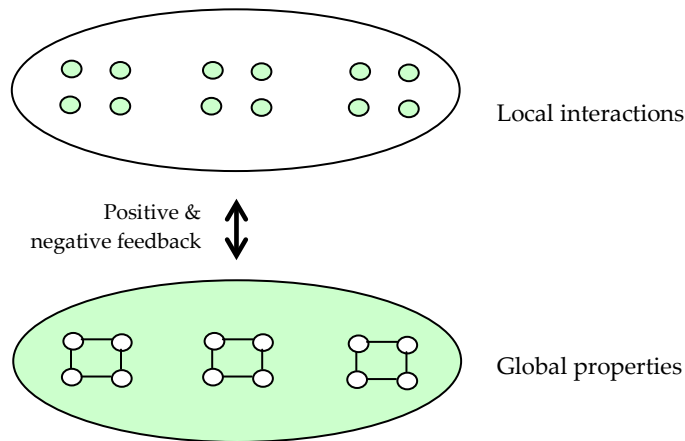 Local interactions
Positive &
negative feedback
Global properties